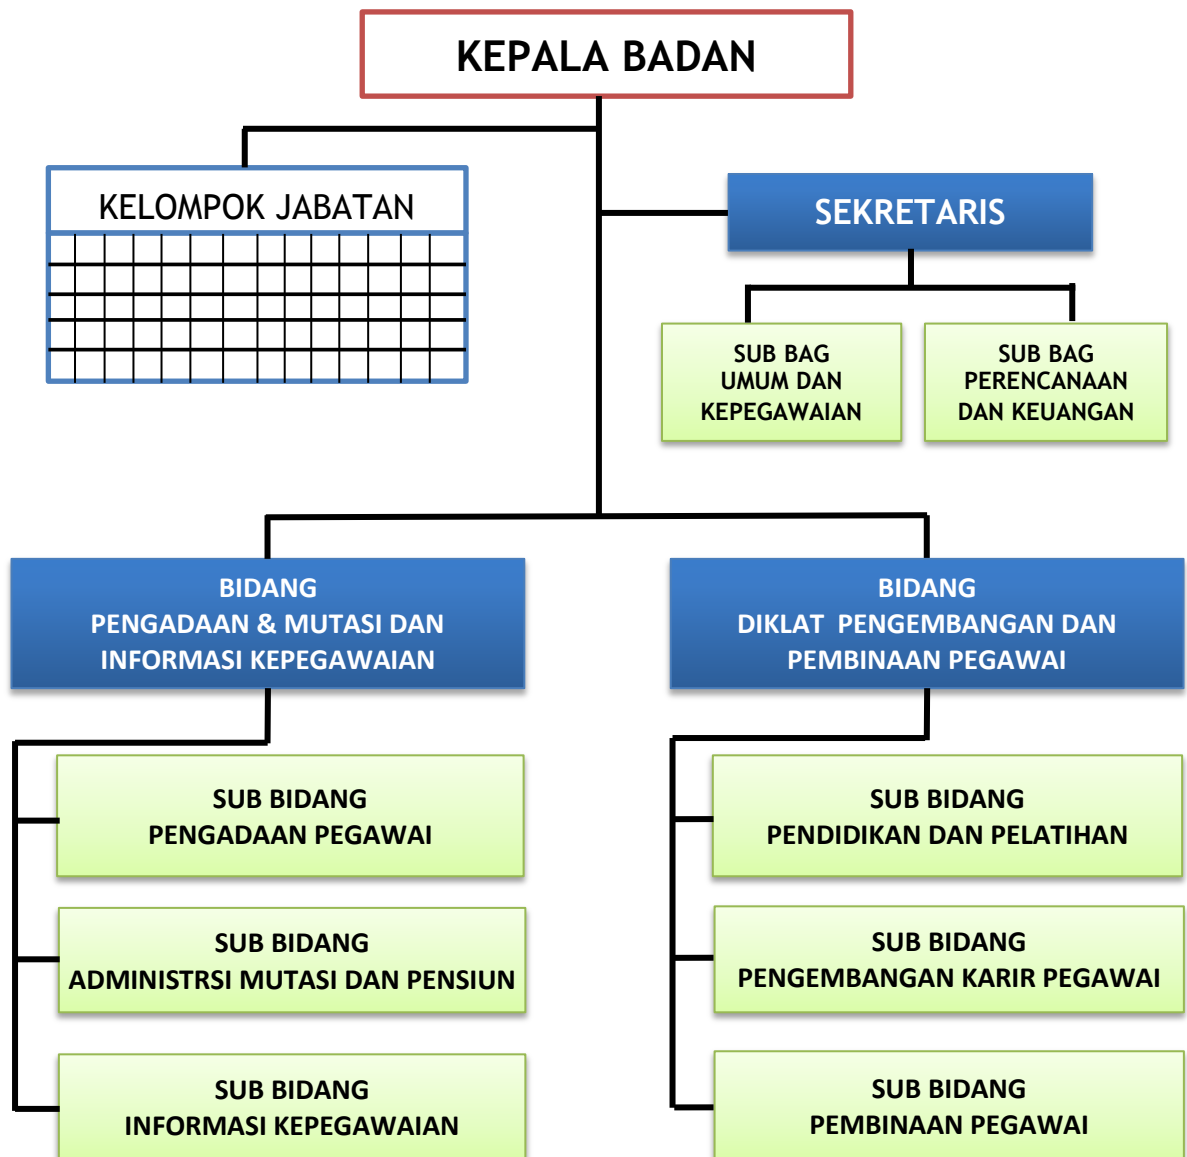 KEPALA BADAN
KELOMPOK JABATAN
SEKRETARIS
SUB BAG
UMUM DAN
KEPEGAWAIAN
SUB BAG
PERENCANAAN
DAN KEUANGAN
BIDANG
PENGADAAN & MUTASI DAN
INFORMASI KEPEGAWAIAN
BIDANG
DIKLAT  PENGEMBANGAN DAN
PEMBINAAN PEGAWAI
SUB BIDANG
PENGADAAN PEGAWAI
SUB BIDANG
ADMINISTRSI MUTASI DAN PENSIUN
SUB BIDANG
INFORMASI KEPEGAWAIAN
SUB BIDANG
PENDIDIKAN DAN PELATIHAN
SUB BIDANG
PENGEMBANGAN KARIR PEGAWAI
SUB BIDANG
PEMBINAAN PEGAWAI